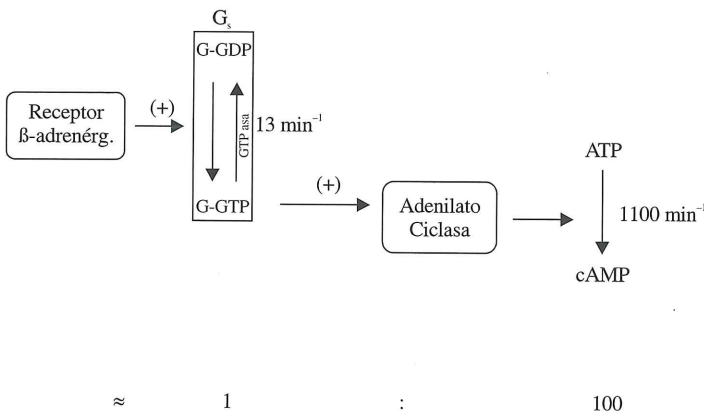 G_s
G-GDP
Receptor
ß-adrenérg.
(+)
GTP asa
13 min⁻¹
G-GTP
(+)
Adenilato
Ciclasa
ATP
1100 min⁻¹
cAMP
≈ 1 : 100